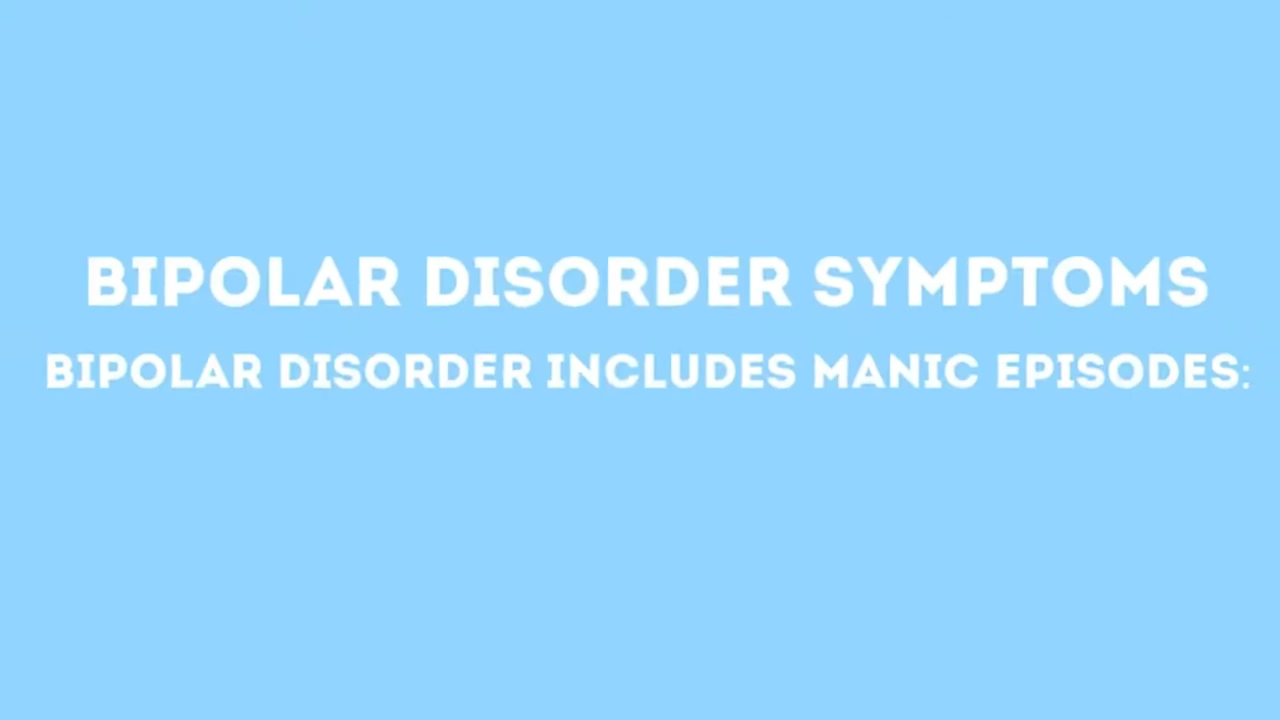 BIPOLAR DISORDER SYMPTOMS
BIPOLAR DISORDER INCLUDES MANIC EPISODES: